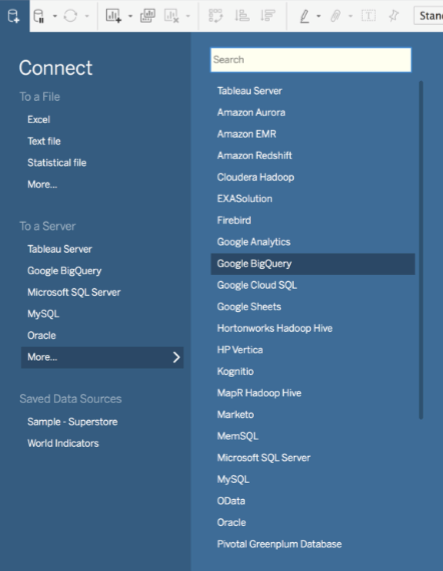 Stan
Connect
To a File
Excel
Text file
Statistical file
More...
To a Server
Tableau Server
Google BigQuery
Microsoft SQL Server
MySQL
Oracle
More...
Saved Data Sources
Sample - Superstore
World Indicators
Search
Tableau Server
Amazon Aurora
Amazon EMR
Amazon Redshift
Cloudera Hadoop
EXASolution
Firebird
Google Analytics
Google BigQuery
Google Cloud SQL
Google Sheets
Hortonworks Hadoop Hive
HP Vertica
Kognitio
MapR Hadoop Hive
Marketo
MemSQL
Microsoft SQL Server
MySQL
OData
Oracle
Pivotal Greenplum Database